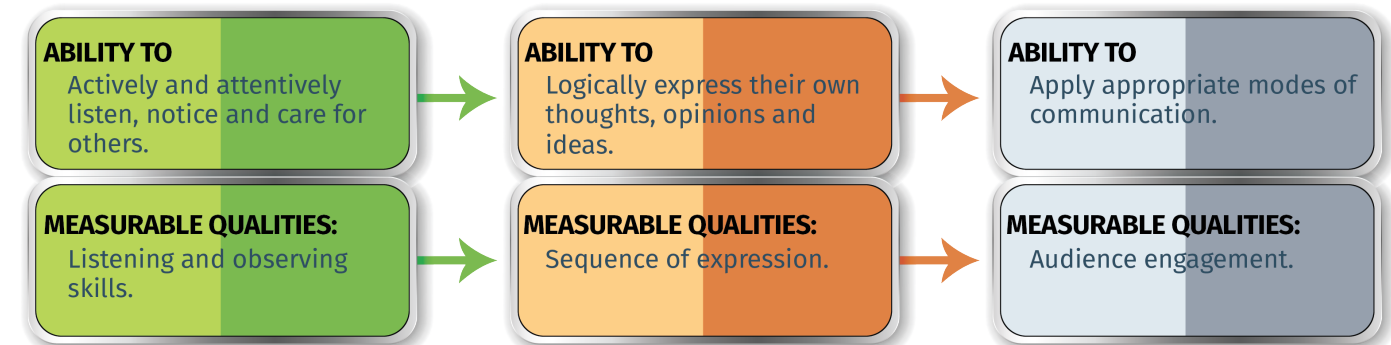 ABILITY TO
Actively and attentively
listen, notice and care for
others.
MEASURABLE QUALITIES:
Listening and observing
skills.
ABILITY TO
Logically express their own
thoughts, opinions and
ideas.
MEASURABLE QUALITIES:
Sequence of expression.
ABILITY TO
Apply appropriate modes of
communication.
MEASURABLE QUALITIES:
Audience engagement.